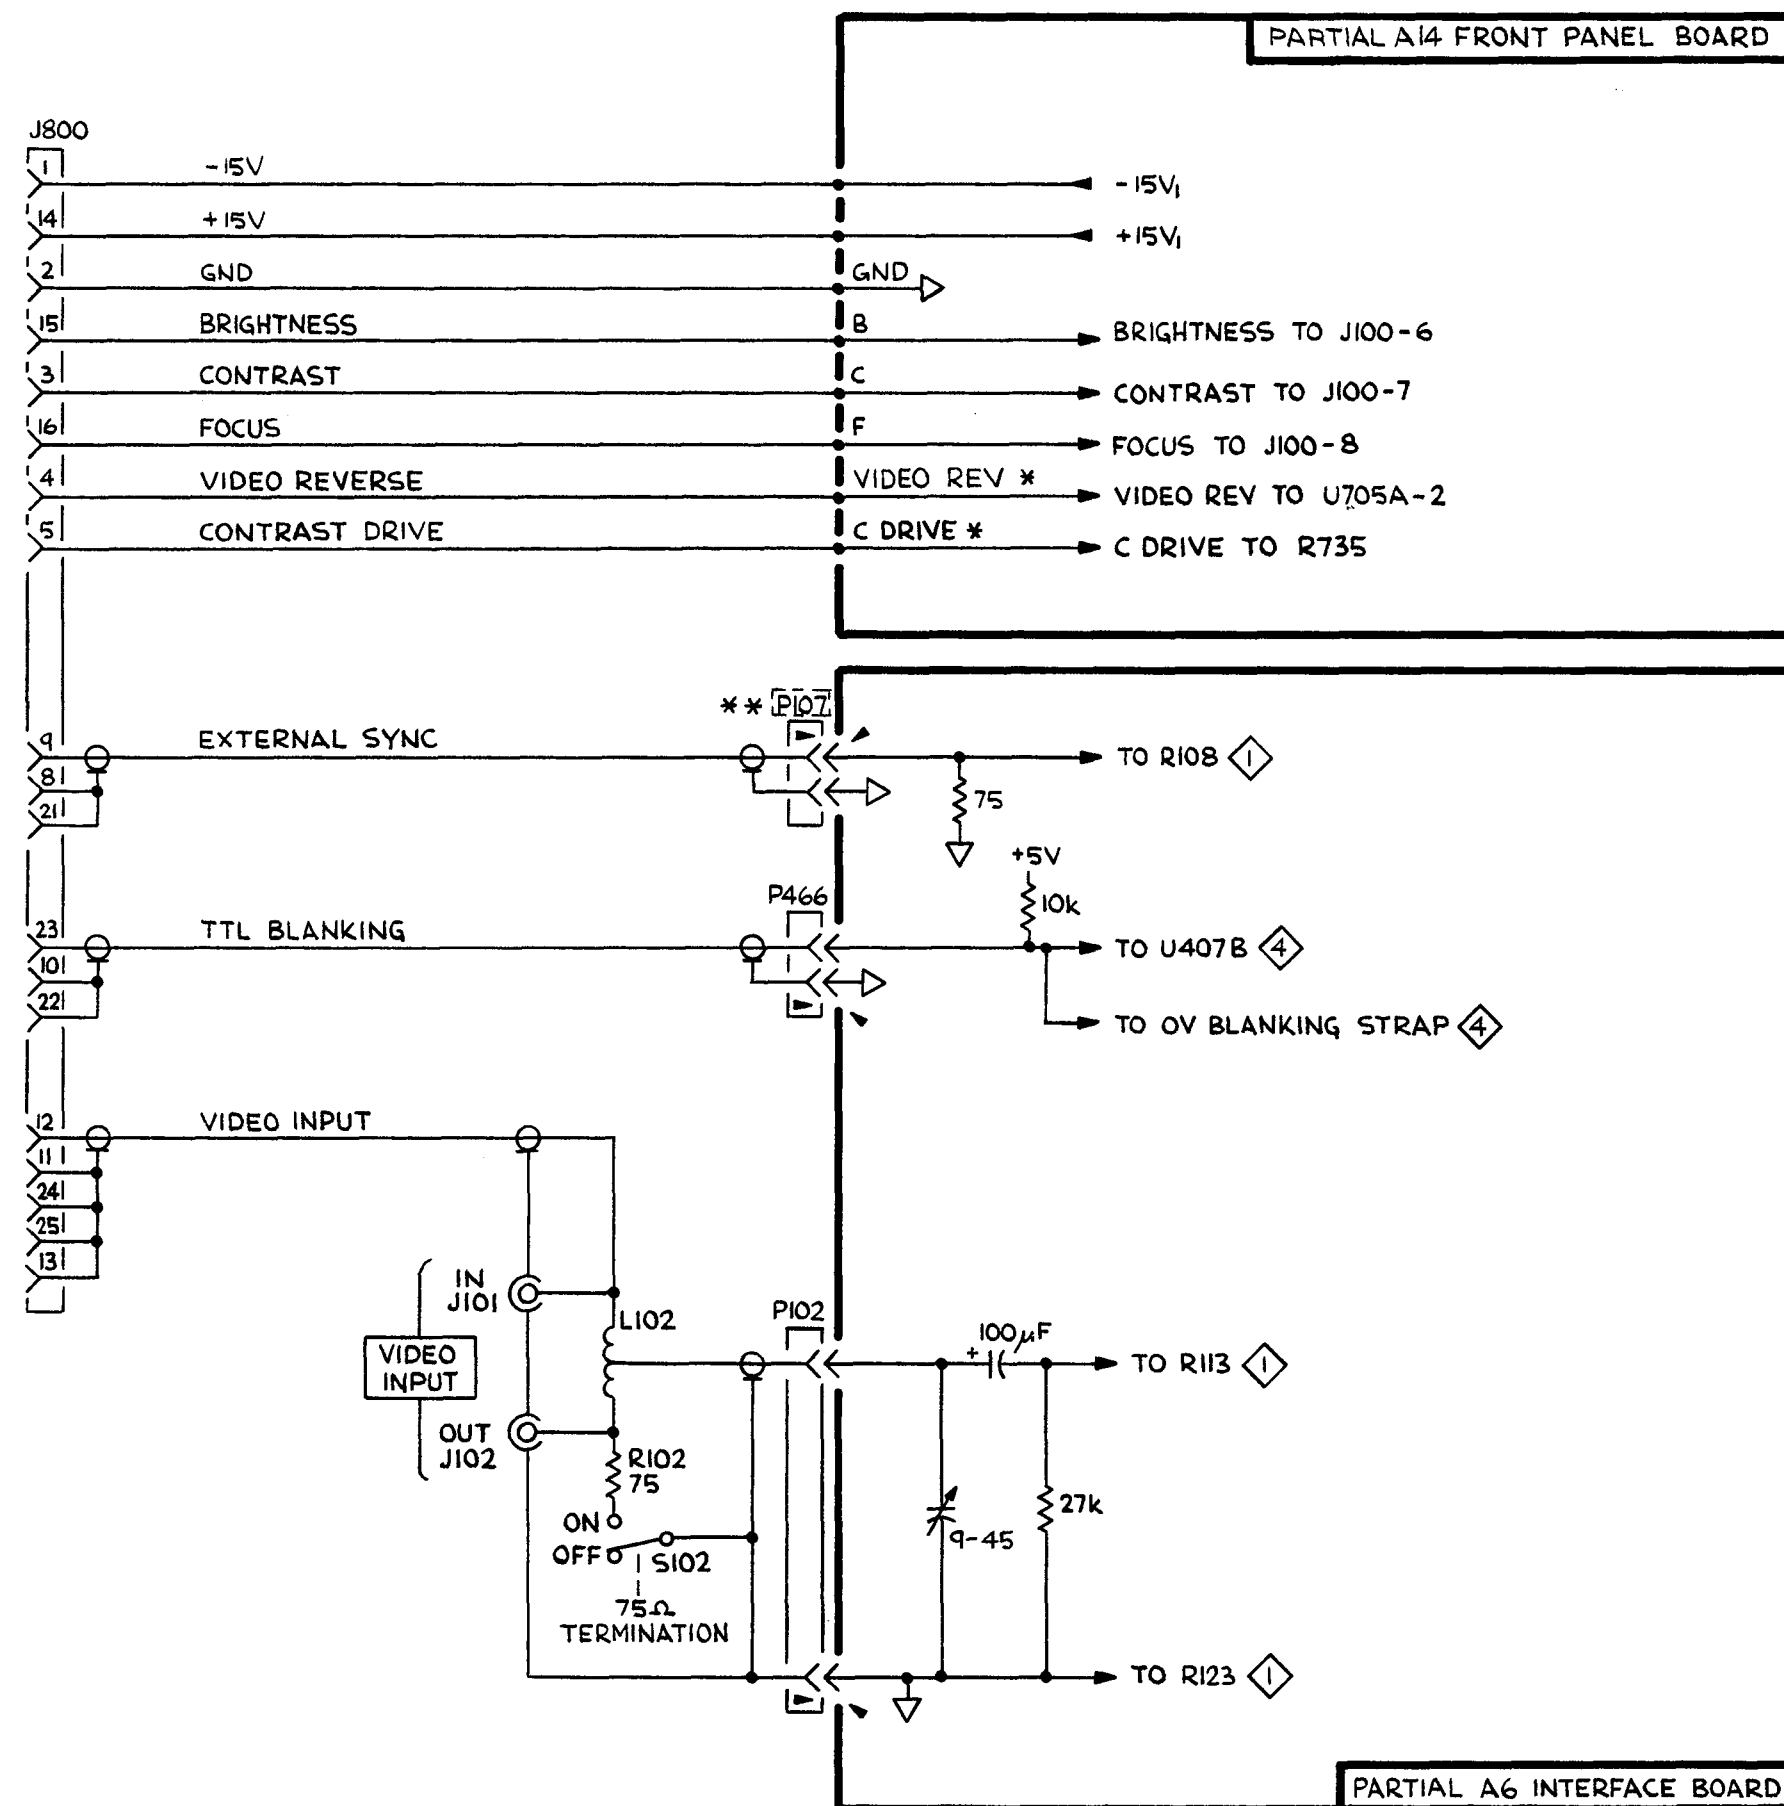 PARTIAL A14 FRONT PANEL BOARD
J800
1 -15V -15V₁
14 +15V +15V₁
2 GND GND
15 BRIGHTNESS B BRIGHTNESS TO J100-6
3 CONTRAST C CONTRAST TO J100-7
16 FOCUS F FOCUS TO J100-8
4 VIDEO REVERSE VIDEO REV * VIDEO REV TO U705A-2
5 CONTRAST DRIVE C DRIVE * C DRIVE TO R735
** P107
9 EXTERNAL SYNC TO R108 1
8
75
21
+5V
10k
P466
23 TTL BLANKING TO U407B 4
10
22
TO OV BLANKING STRAP 4
12 VIDEO INPUT
11
24
25
13
IN
J101
L102
P102
VIDEO
INPUT
+ 100µF
TO R113 1
OUT
J102
R102
75
ON
OFF
S102
75Ω
TERMINATION
9-45
27k
TO R123 1
PARTIAL A6 INTERFACE BOARD